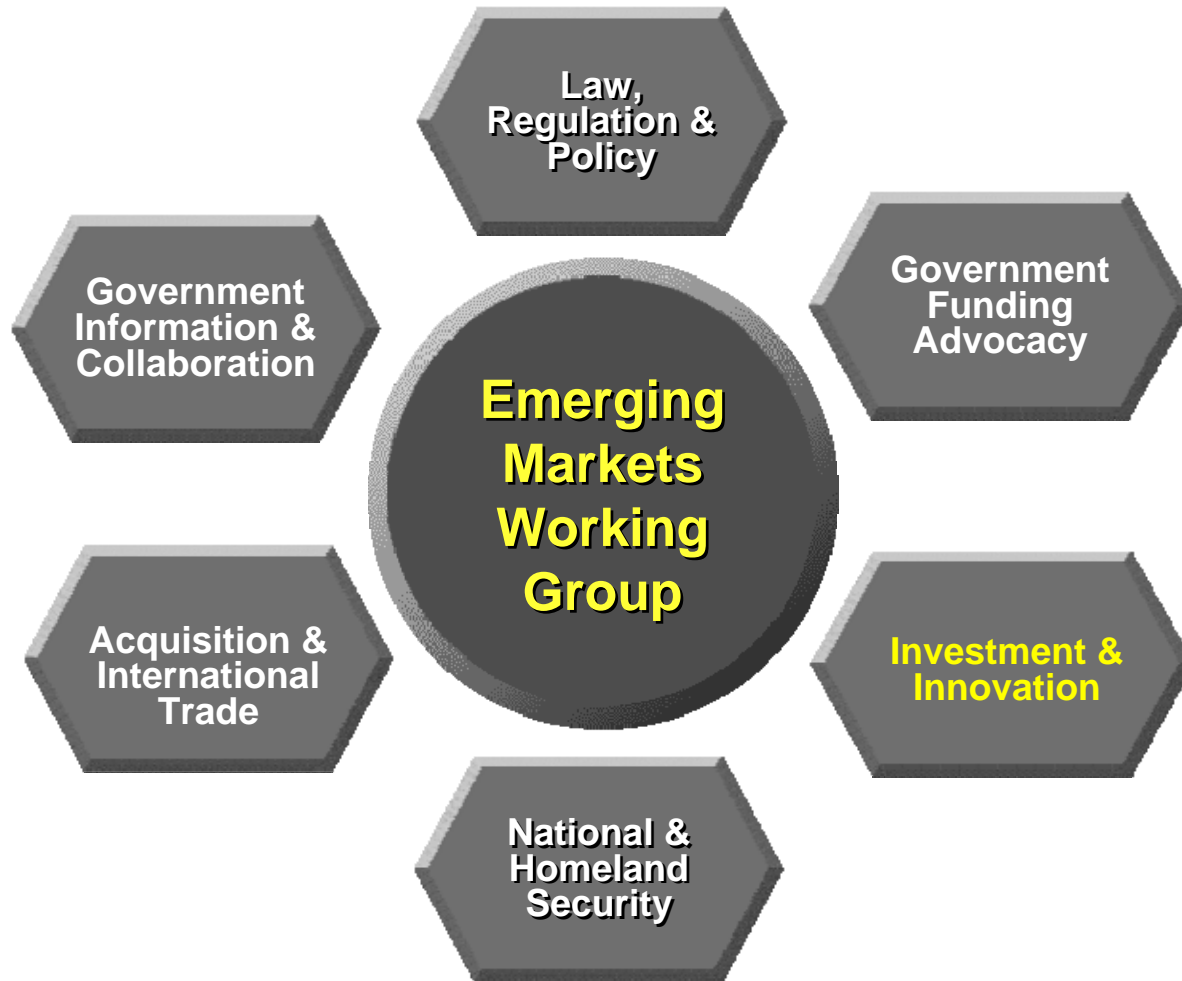 Law,
Regulation &
Policy
Government
Information &
Collaboration
Government
Funding
Advocacy
Emerging
Markets
Working
Group
Acquisition &
International
Trade
Investment &
Innovation
National &
Homeland
Security